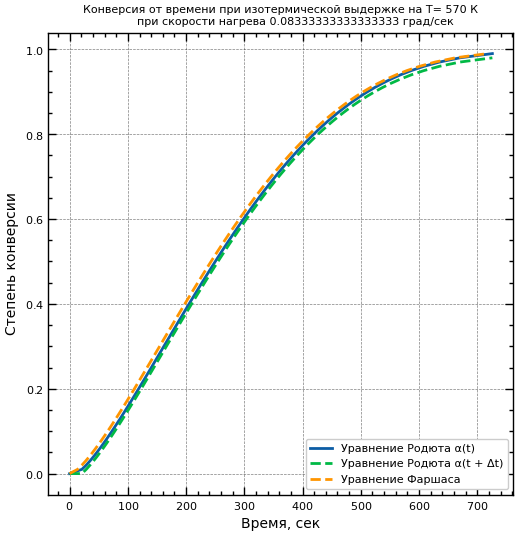 Конверсия от времени при изотермической выдержке на T= 570 К
при скорости нагрева 0.08333333333333333 град/сек
Степень конверсии
1.0
0.8
0.6
0.4
0.2
0.0
Уравнение Родюта α(t)
Уравнение Родюта α(t + Δt)
Уравнение Фаршаса
0 100 200 300 400 500 600 700
Время, сек